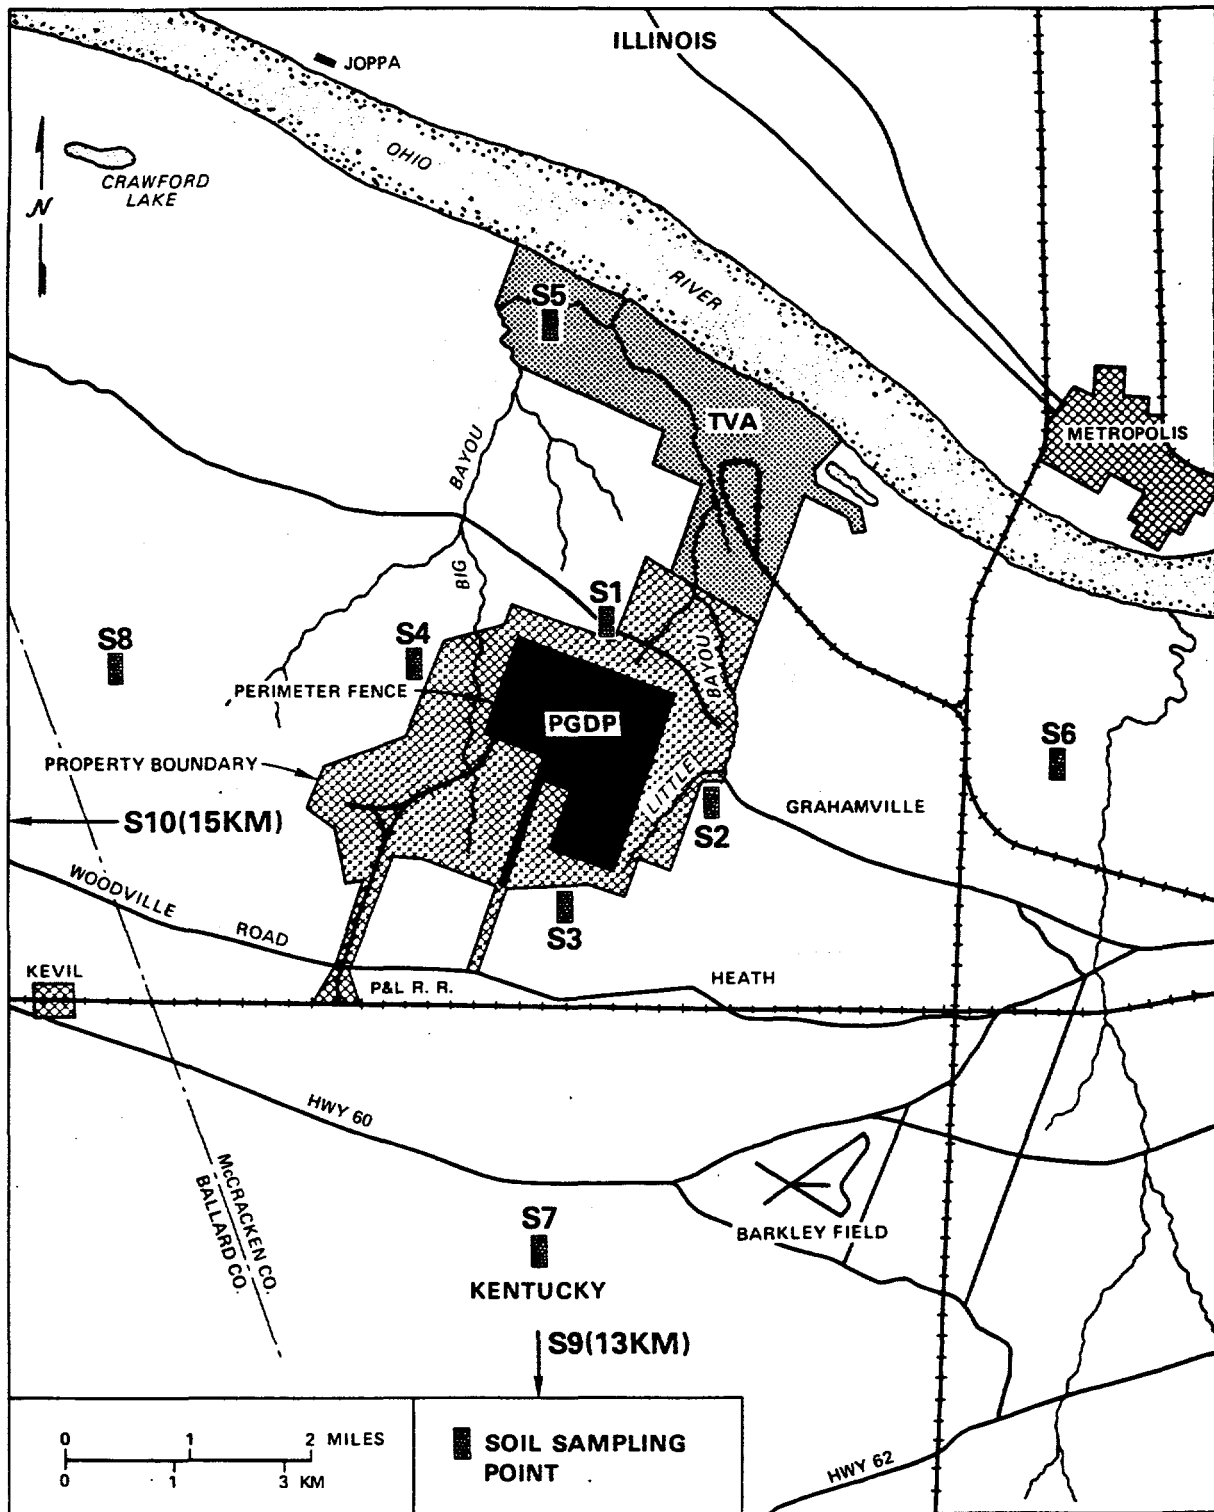 ILLINOIS
JOPPA
OHIO
CRAWFORD
LAKE
N
RIVER
S5
TVA
METROPOLIS
BAYOU
BIG
S1
S8
S4
BAYOU
PERIMETER FENCE
PGDP
S6
PROPERTY BOUNDARY
LITTLE
GRAHAMVILLE
S10(15KM)
S2
WOODVILLE
ROAD
S3
KEVIL
HEATH
P&L R. R.
HWY 60
McCRACKEN CO.
BALLARD CO.
S7
BARKLEY FIELD
KENTUCKY
S9(13KM)
0 1 2 MILES
0 1 3 KM
SOIL SAMPLING
POINT
HWY 62